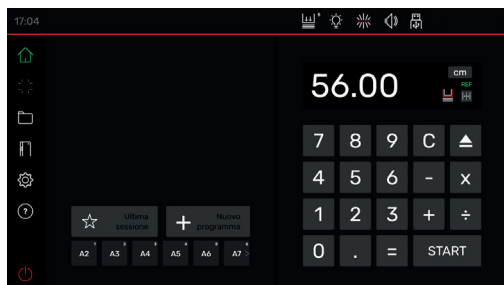 17:04
56.00
cm
REF
7 8 9 C
4 5 6 - x
1 2 3 + ÷
0 . = START
Ultima
sessione
Nuovo
programma
A2 A3 A4 A5 A6 A7 >
?